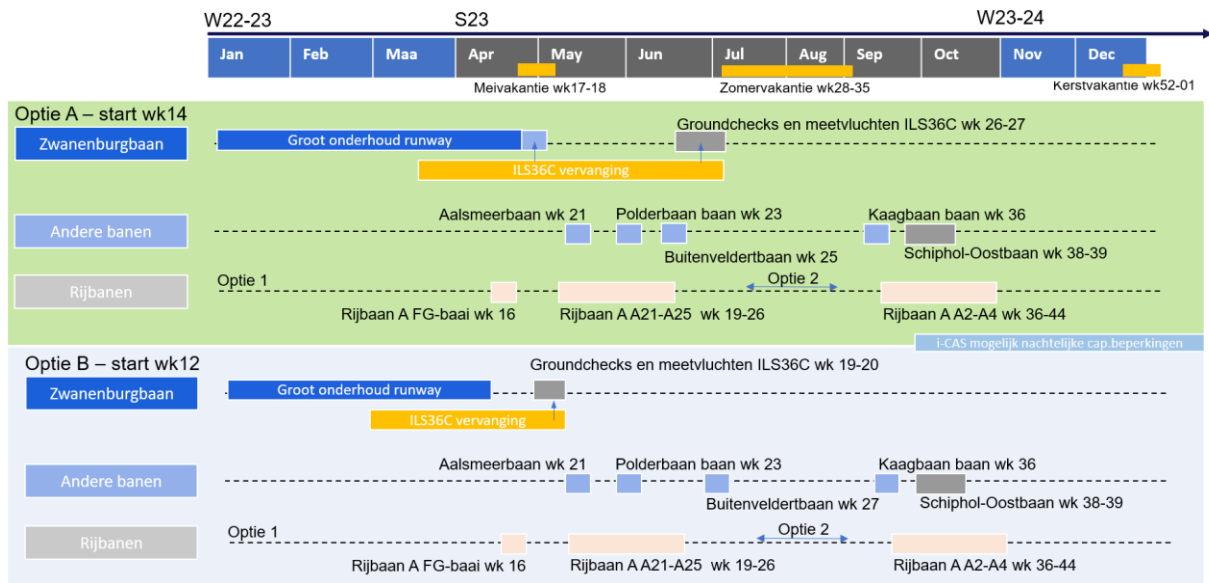 W22-23 S23 W23-24
Jan Feb Maa Apr May Jun Jul Aug Sep Oct Nov Dec
Meivakantie wk17-18 Zomervakantie wk28-35 Kerstvakantie wk52-01
Optie A – start wk14
Groundchecks en meetvluchten ILS36C wk 26-27
Zwanenburgbaan Groot onderhoud runway
ILS36C vervanging
Aalsmeerbaan wk 21 Polderbaan baan wk 23 Kaagbaan baan wk 36
Andere banen
Buitenveldertbaan wk 25 Schiphol-Oostbaan wk 38-39
Optie 1 Optie 2
Rijbanen
Rijbaan A FG-baai wk 16 Rijbaan A A21-A25 wk 19-26 Rijbaan A A2-A4 wk 36-44
i-CAS mogelijk nachtelijke cap.beperkingen
Optie B – start wk12
Groundchecks en meetvluchten ILS36C wk 19-20
Zwanenburgbaan Groot onderhoud runway
ILS36C vervanging
Aalsmeerbaan wk 21 Polderbaan baan wk 23 Kaagbaan baan wk 36
Andere banen
Buitenveldertbaan wk 27 Schiphol-Oostbaan wk 38-39
Optie 1 Optie 2
Rijbanen
Rijbaan A FG-baai wk 16 Rijbaan A A21-A25 wk 19-26 Rijbaan A A2-A4 wk 36-44